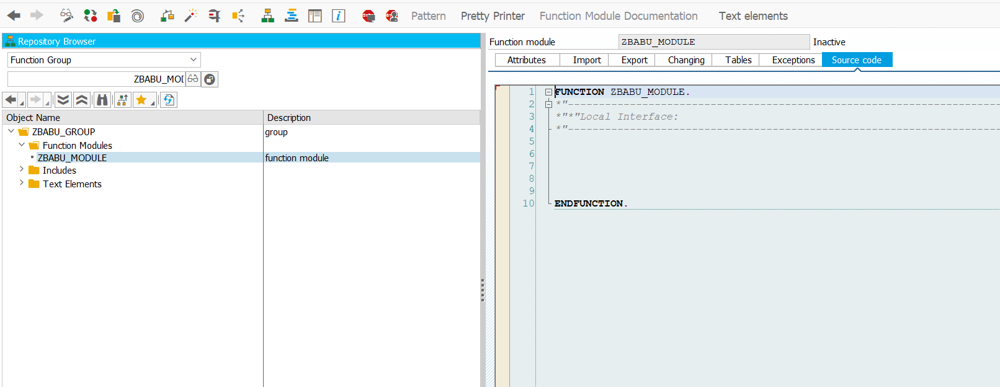 Pattern Pretty Printer Function Module Documentation Text elements
Repository Browser
Function Group
ZBABU_MOD
Object Name Description
ZBABU_GROUP group
Function Modules
ZBABU_MODULE function module
Includes
Text Elements
Function module ZBABU_MODULE Inactive
Attributes Import Export Changing Tables Exceptions Source code
1 FUNCTION ZBABU_MODULE.
2 *"----------------------------------------------------------------------
3 *"*"Local Interface:
4 *"----------------------------------------------------------------------
5
6
7
8
9
10 ENDFUNCTION.